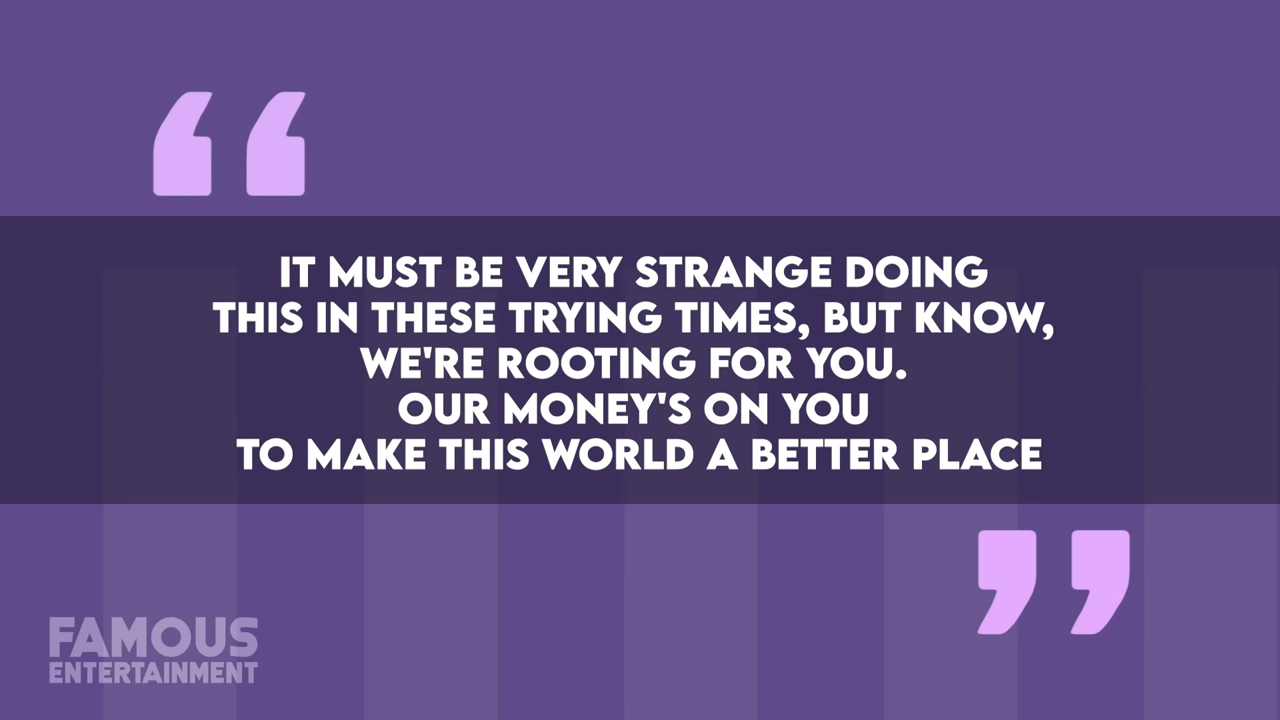 IT MUST BE VERY STRANGE DOING
THIS IN THESE TRYING TIMES, BUT KNOW,
WE'RE ROOTING FOR YOU.
OUR MONEY'S ON YOU
TO MAKE THIS WORLD A BETTER PLACE
FAMOUS
ENTERTAINMENT